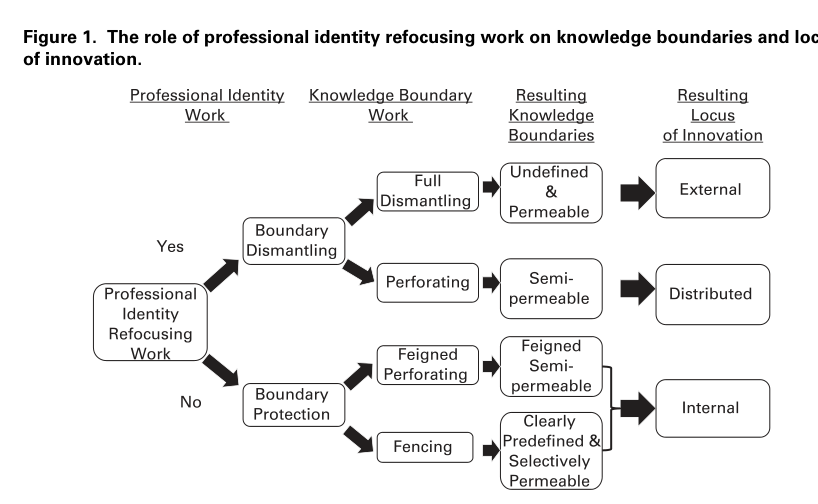 Figure 1. The role of professional identity refocusing work on knowledge boundaries and loc
of innovation.
Professional Identity
Work
Knowledge Boundary
Work
Resulting
Knowledge
Boundaries
Resulting
Locus
of Innovation
Full
Dismantling
Undefined
&
Permeable
External
Yes
Boundary
Dismantling
Perforating
Semi-
permeable
Distributed
Professional
Identity
Refocusing
Work
Feigned
Perforating
Feigned
Semi-
permeable
No
Boundary
Protection
Internal
Fencing
Clearly
Predefined &
Selectively
Permeable